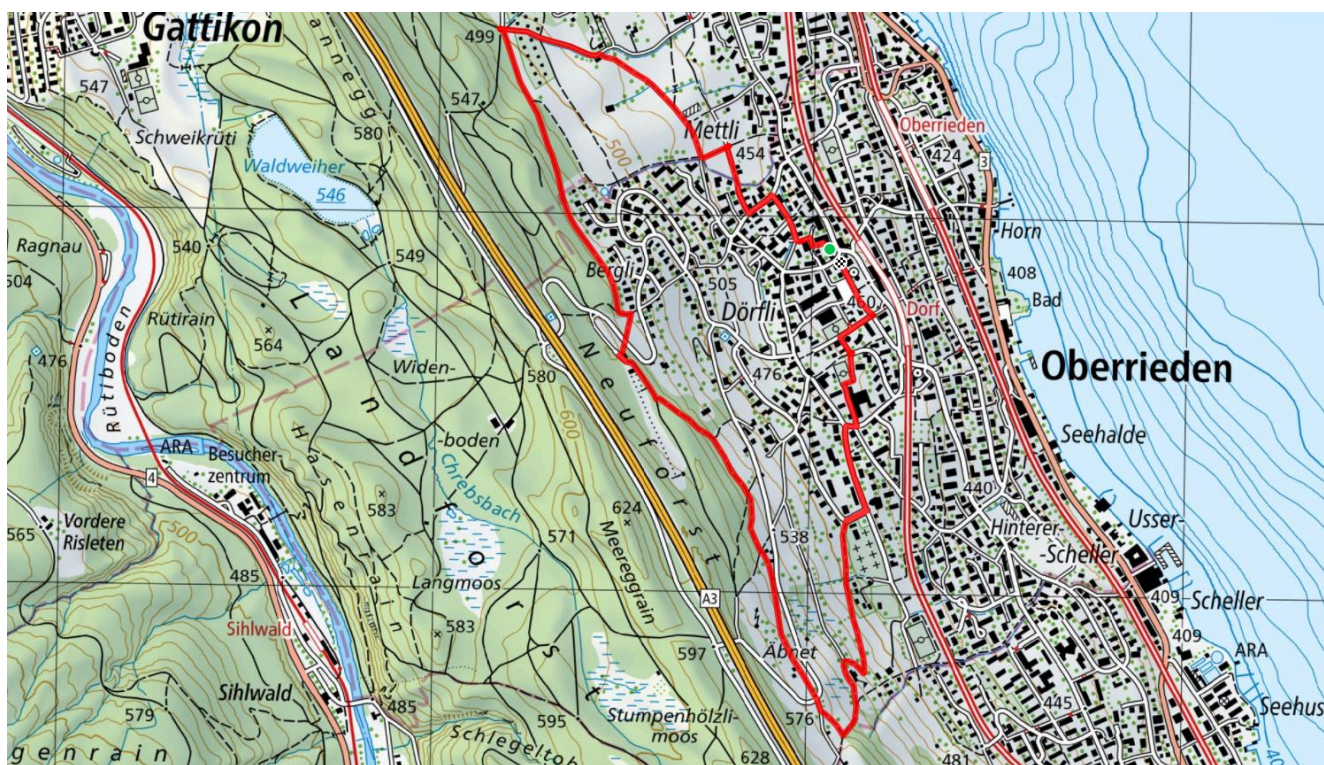 Gattikon
499
547
547
580
Schweikrüti
Mettli
500
454
Oberrieden
424
3
Waldweiher
546
Horn
Ragnau
540
504
549
Bergli
408
505
Bad
Rütirain
460
Dörfli
Dorf
564
476
Rütiboden
Widen-
580
476
Oberrieden
Landforst
Neuforst
600
-boden
Seehalde
ARA
Besucher-
zentrum
Hasenrain
Chrebsbach
4
440
583
624
Usser-
565
Vordere
Risleten
500
571
538
Hinterer-
Scheller
Langmoos
Meereggrain
485
A3
409
Scheller
Sihlwald
583
409
597
Äbnet
ARA
Sihlwald
485
579
595
Stumpenhölzli-
moos
576
445
Seehus
genrain
Schlegeltob
628
481